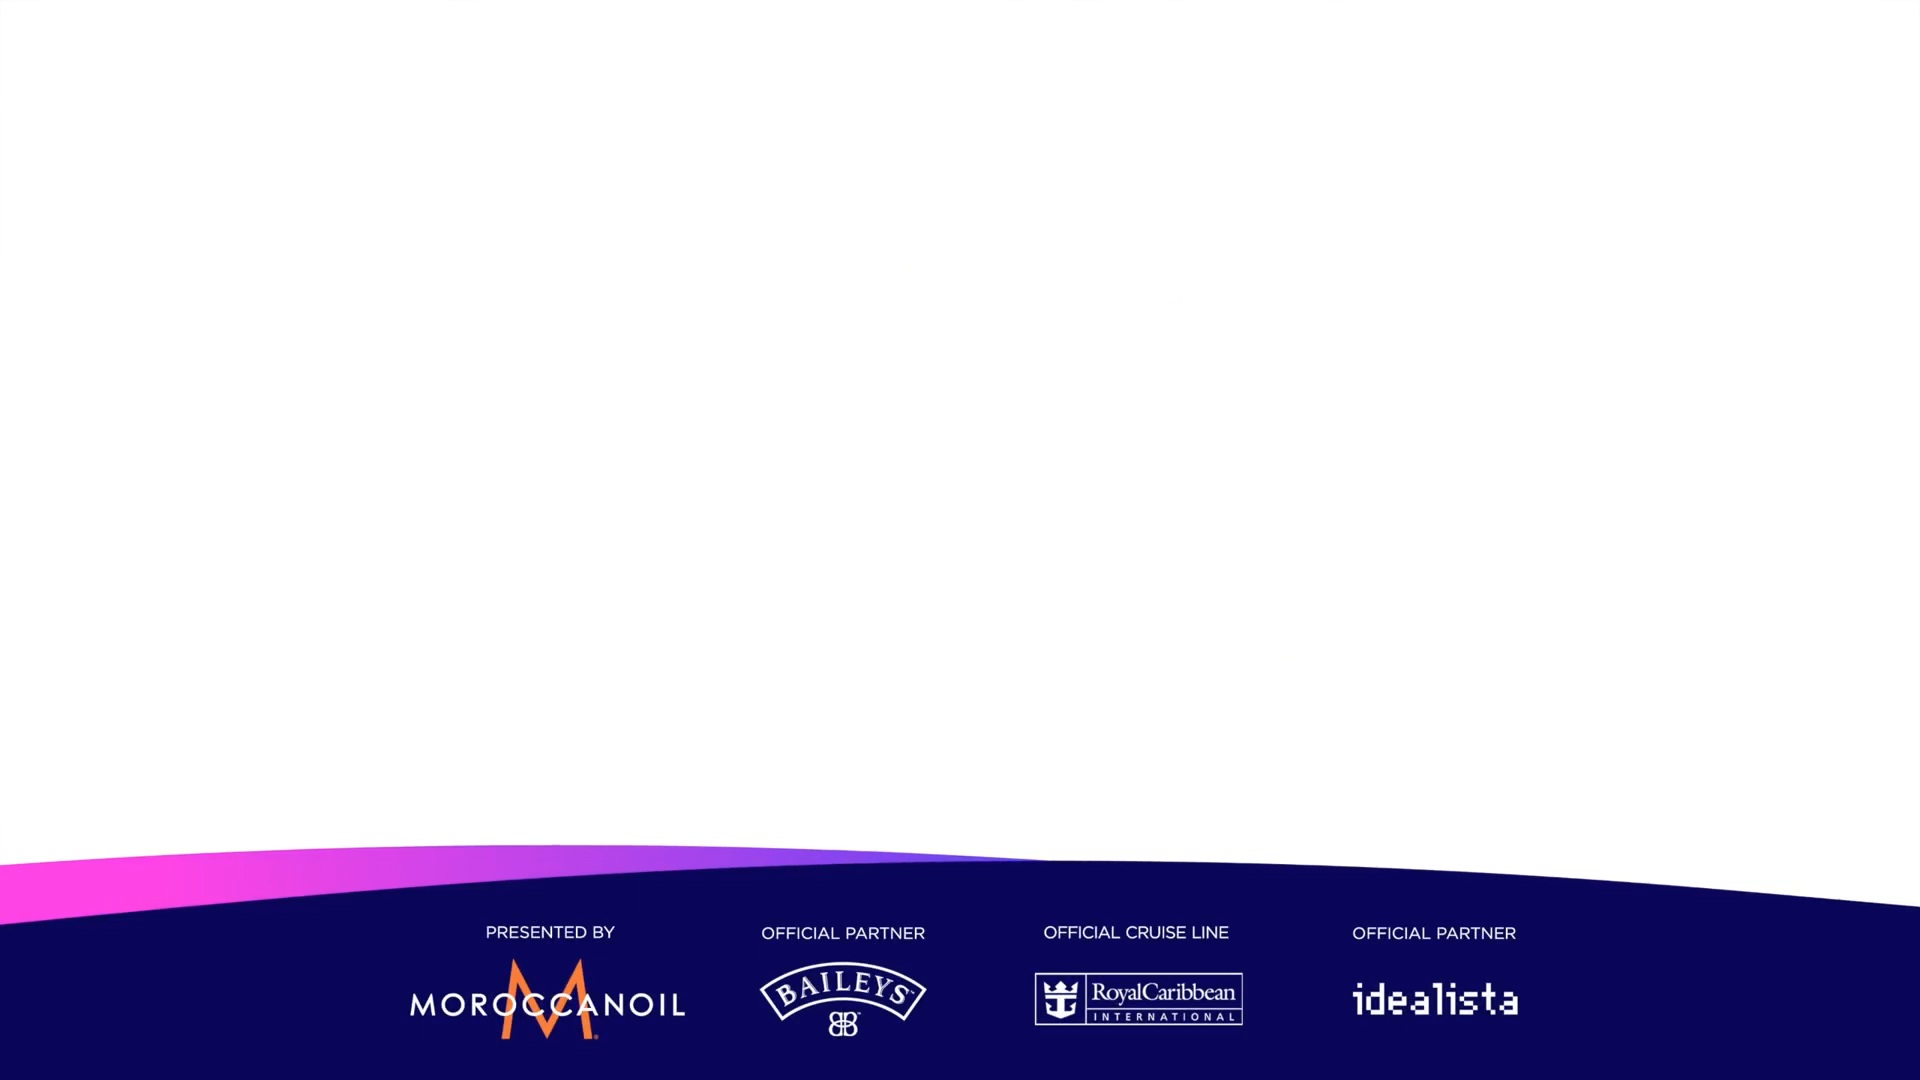 PRESENTED BY
MOROCCANOIL
OFFICIAL PARTNER
BAILEYS
OFFICIAL CRUISE LINE
RoyalCaribbean
INTERNATIONAL
OFFICIAL PARTNER
idealista